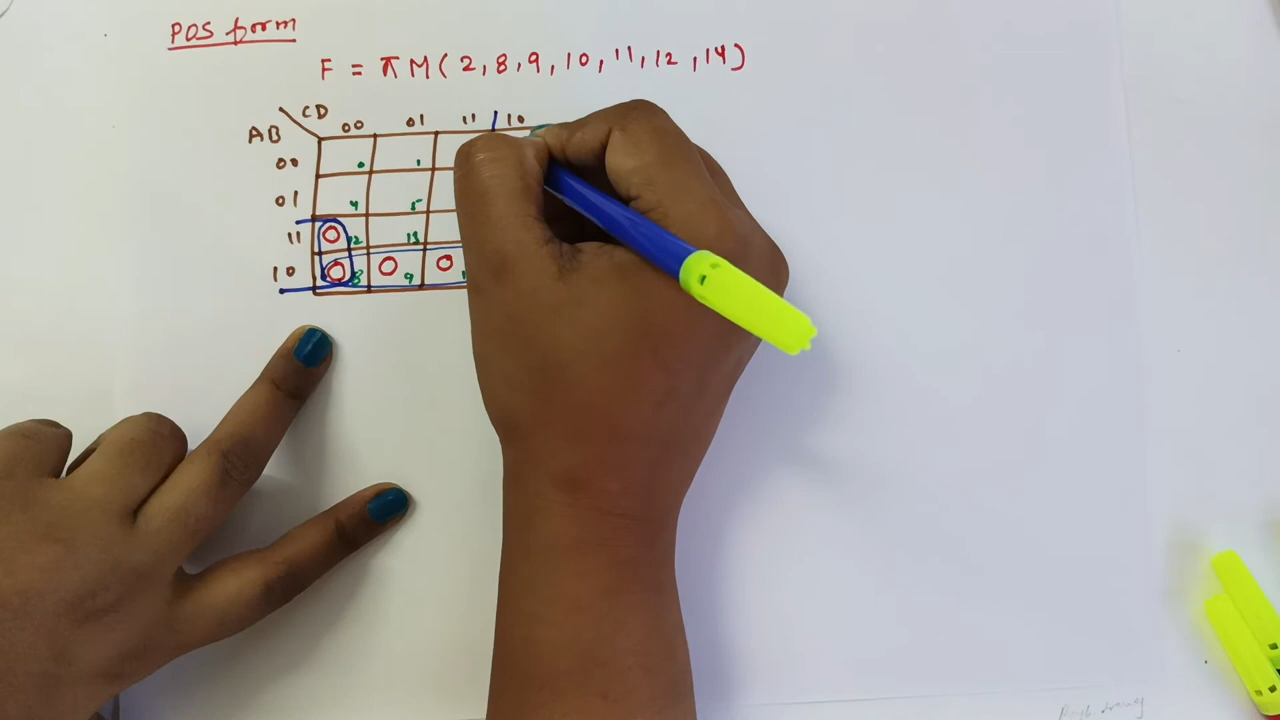 POS form
F = πM(2,8,9,10,11,12,14)
CD
AB 00 01 11 10
00 0 1
01 4 5
11 0 12 13
10 0 8 0 9 0